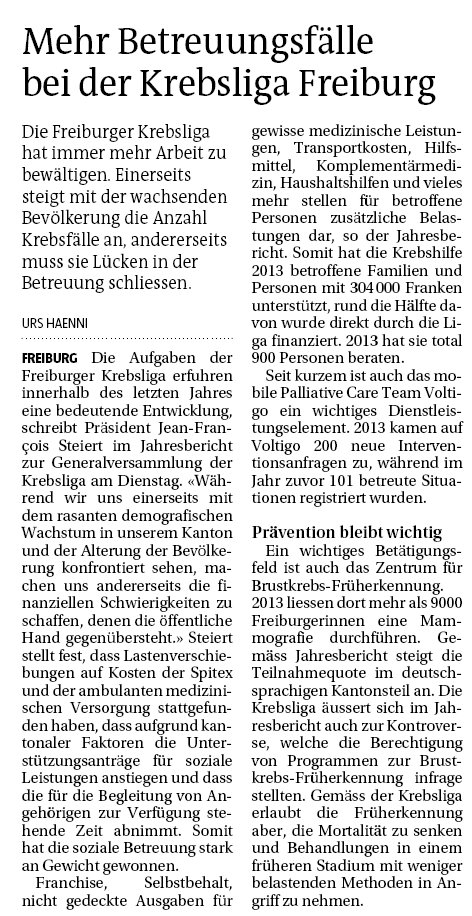 Mehr Betreuungsfälle
bei der Krebsliga Freiburg
Die Freiburger Krebsliga
hat immer mehr Arbeit zu
bewältigen. Einerseits
steigt mit der wachsenden
Bevölkerung die Anzahl
Krebsfälle an, andererseits
muss sie Lücken in der
Betreuung schliessen.
URS HAENNI
FREIBURG Die Aufgaben der
Freiburger Krebsliga erfuhren
innerhalb des letzten Jahres
eine bedeutende Entwicklung,
schreibt Präsident Jean-Fran-
çois Steiert im Jahresbericht
zur Generalversammlung der
Krebsliga am Dienstag. «Wäh-
rend wir uns einerseits mit
dem rasanten demografischen
Wachstum in unserem Kanton
und der Alterung der Bevölke-
rung konfrontiert sehen, ma-
chen uns andererseits die fi-
nanziellen Schwierigkeiten zu
schaffen, denen die öffentliche
Hand gegenübersteht.» Steiert
stellt fest, dass Lastenverschie-
bungen auf Kosten der Spitex
und der ambulanten medizini-
schen Versorgung stattgefun-
den haben, dass aufgrund kan-
tonaler Faktoren die Unter-
stützungsanträge für soziale
Leistungen anstiegen und dass
die für die Begleitung von An-
gehörigen zur Verfügung ste-
hende Zeit abnimmt. Somit
hat die soziale Betreuung stark
an Gewicht gewonnen.
Franchise, Selbstbehalt,
nicht gedeckte Ausgaben für
gewisse medizinische Leistun-
gen, Transportkosten, Hilfs-
mittel, Komplementärmedi-
zin, Haushaltshilfen und vieles
mehr stellen für betroffene
Personen zusätzliche Belas-
tungen dar, so der Jahresbe-
richt. Somit hat die Krebshilfe
2013 betroffene Familien und
Personen mit 304 000 Franken
unterstützt, rund die Hälfte da-
von wurde direkt durch die Li-
ga finanziert. 2013 hat sie total
900 Personen beraten.
Seit kurzem ist auch das mo-
bile Palliative Care Team Volti-
go ein wichtiges Dienstleis-
tungselement. 2013 kamen auf
Voltigo 200 neue Interven-
tionsanfragen zu, während im
Jahr zuvor 101 betreute Situa-
tionen registriert wurden.
Prävention bleibt wichtig
Ein wichtiges Betätigungs-
feld ist auch das Zentrum für
Brustkrebs-Früherkennung.
2013 liessen dort mehr als 9000
Freiburgerinnen eine Mam-
mografie durchführen. Ge-
mäss Jahresbericht steigt die
Teilnahmequote im deutsch-
sprachigen Kantonsteil an. Die
Krebsliga äussert sich im Jah-
resbericht auch zur Kontrover-
se, welche die Berechtigung
von Programmen zur Brust-
krebs-Früherkennung infrage
stellten. Gemäss der Krebsliga
erlaubt die Früherkennung
aber, die Mortalität zu senken
und Behandlungen in einem
früheren Stadium mit weniger
belastenden Methoden in An-
griff zu nehmen.